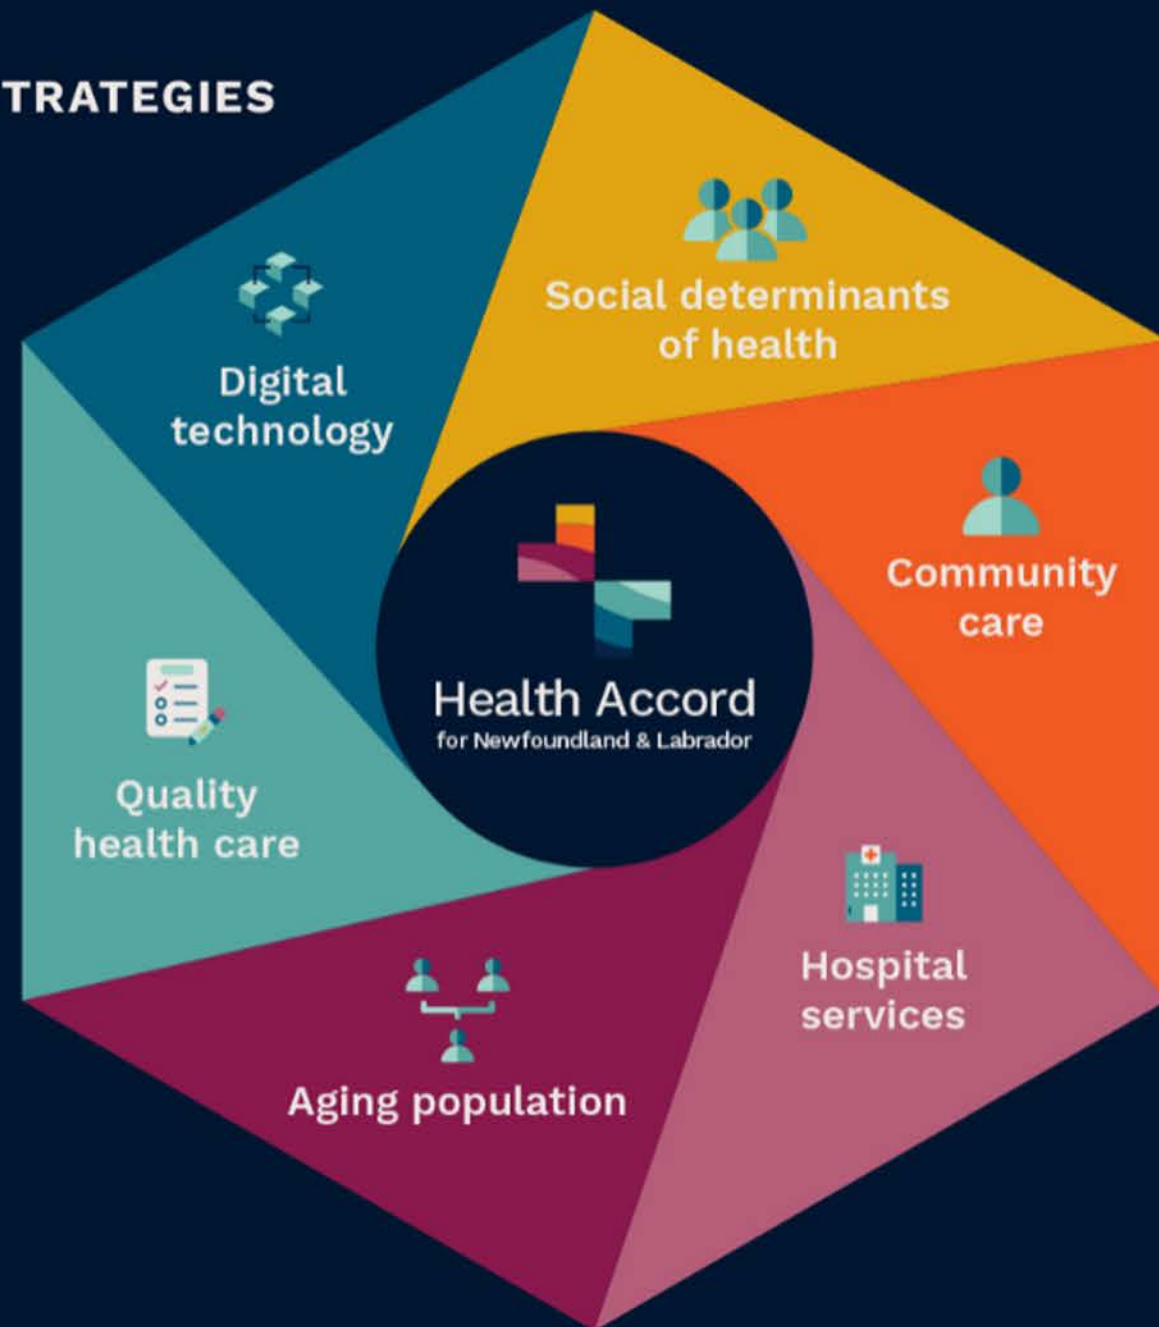 TRATEGIES
Social determinants
of health
Digital
technology
Community
care
Health Accord
for Newfoundland & Labrador
Quality
health care
Hospital
services
Aging population